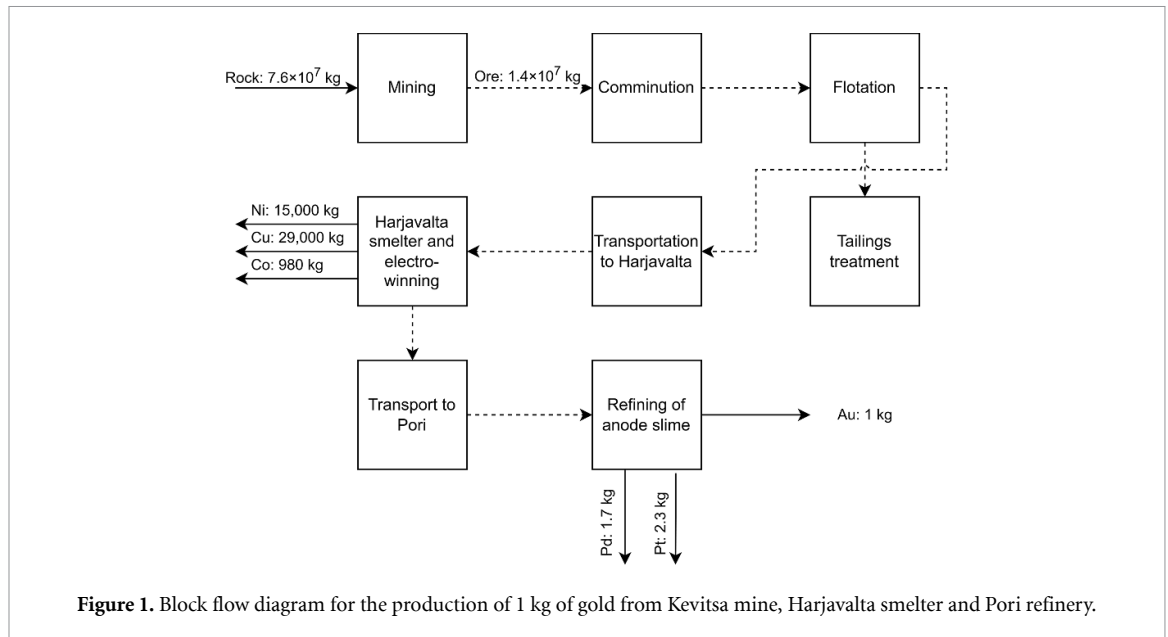 Rock: 7.6×10⁷ kg
Mining
Ore: 1.4×10⁷ kg
Comminution
Flotation
Ni: 15,000 kg
Cu: 29,000 kg
Co: 980 kg
Harjavalta
smelter and
electro-
winning
Transportation
to Harjavalta
Tailings
treatment
Transport to
Pori
Refining of
anode slime
Au: 1 kg
Pd: 1.7 kg
Pt: 2.3 kg
Figure 1. Block flow diagram for the production of 1 kg of gold from Kevitsa mine, Harjavalta smelter and Pori refinery.